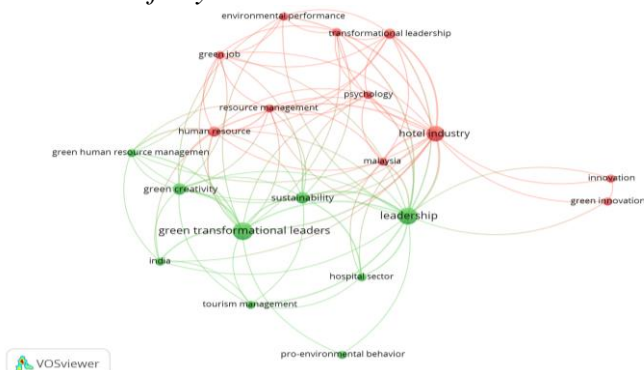 environmental performance
transformational leadership
green job
psychology
resource management
human resource
hotel industry
green human resource managemen
malaysia
innovation
green creativity
sustainability
green innovation
leadership
green transformational leaders
india
hospital sector
tourism management
pro-environmental behavior
VOSviewer